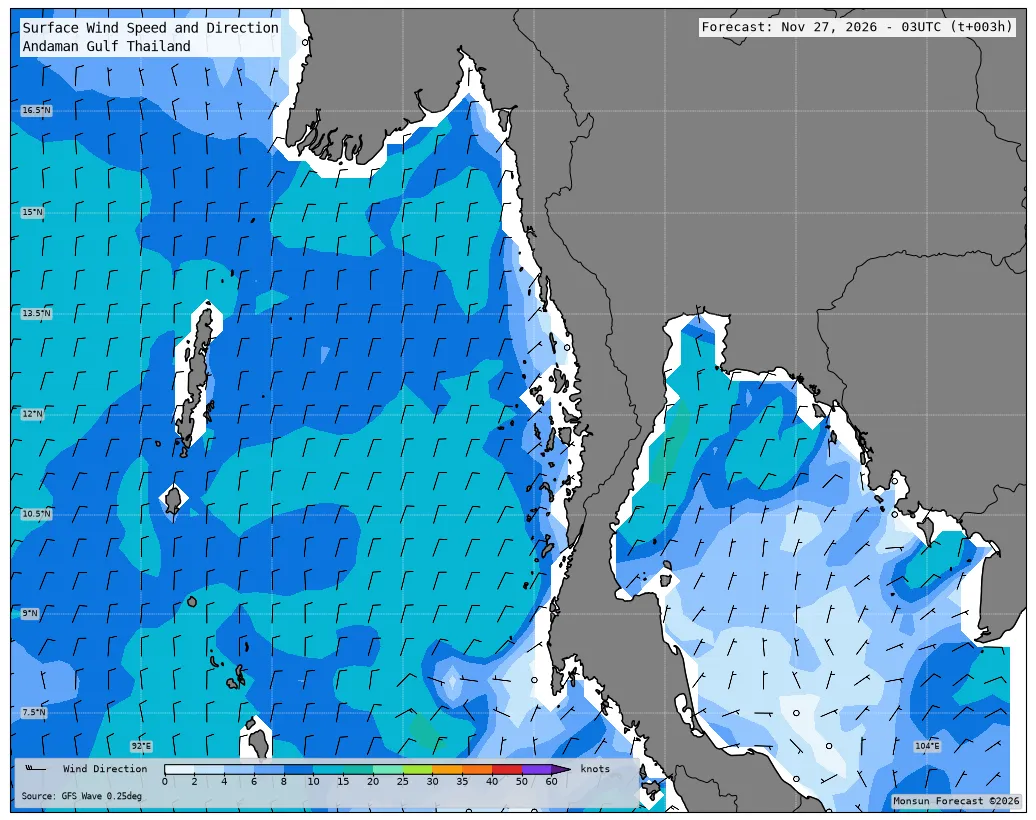 Surface Wind Speed and Direction
Andaman Gulf Thailand
Forecast: Nov 27, 2026 - 03UTC (t+003h)
16.5°N
15°N
13.5°N
12°N
10.5°N
9°N
7.5°N
92°E
104°E
Wind Direction
knots
0 2 4 6 8 10 15 20 25 30 35 40 50 60
Source: GFS Wave 0.25deg
Monsun Forecast ©2026